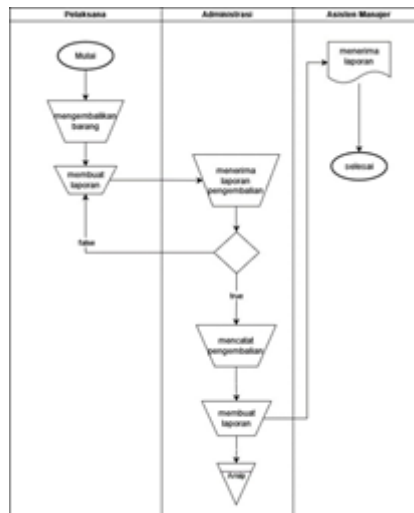 Pelaksana
Administrasi
Asisten Manajer
Mulai
mengembalikan
barang
membuat
laporan
menerima
laporan
pengembalian
false
true
mencatat
pengembalian
membuat
laporan
Arsip
menerima
laporan
selesai